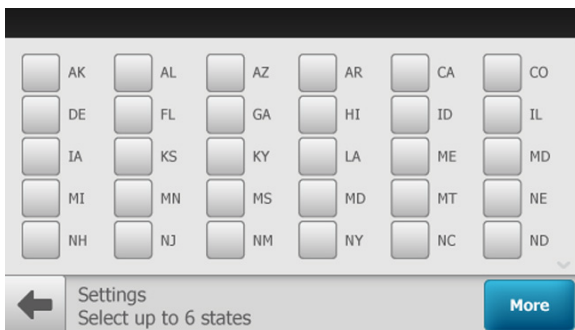 AK AL AZ AR CA CO
DE FL GA HI ID IL
IA KS KY LA ME MD
MI MN MS MD MT NE
NH NJ NM NY NC ND
Settings
Select up to 6 states
More